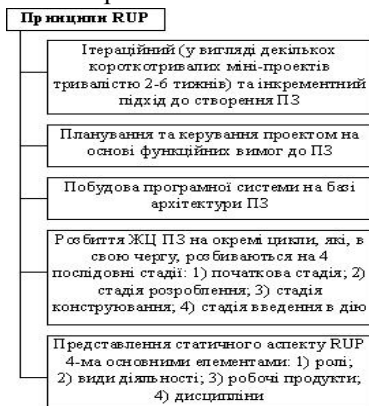 Принципи RUP
Ітераційний (у вигляді декількох
короткотривалих міні-проектів
тривалістю 2-6 тижнів) та інкрементний
підхід до створення ПЗ
Планування та керування проектом на
основі функційних вимог до ПЗ
Побудова програмної системи на базі
архітектури ПЗ
Розбиття ЖЦ ПЗ на окремі цикли, які, в
свою чергу, розбиваються на 4
послідовні стадії: 1) початкова стадія; 2)
стадія розроблення; 3) стадія
конструювання; 4) стадія введення в дію
Представлення статичного аспекту RUP
4-ма основними елементами: 1) ролі;
2) види діяльності; 3) робочі продукти;
4) дисципліни